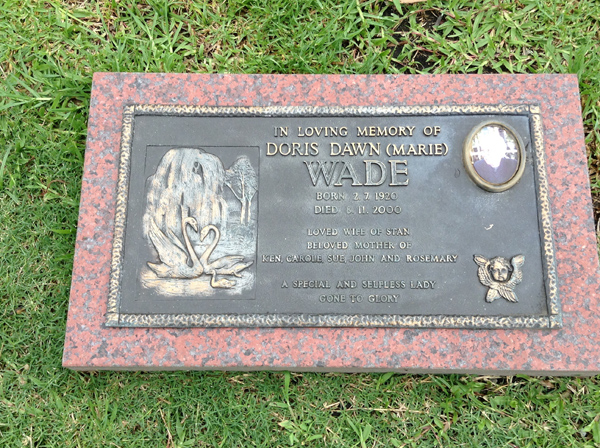 IN LOVING MEMORY OF
DORIS DAWN (MARIE)
WADE
BORN 2.7.1926
DIED 6.11.2000
LOVED WIFE OF STAN
BELOVED MOTHER OF
KEN, CAROLE, SUE, JOHN AND ROSEMARY
A SPECIAL AND SELFLESS LADY
GONE TO GLORY